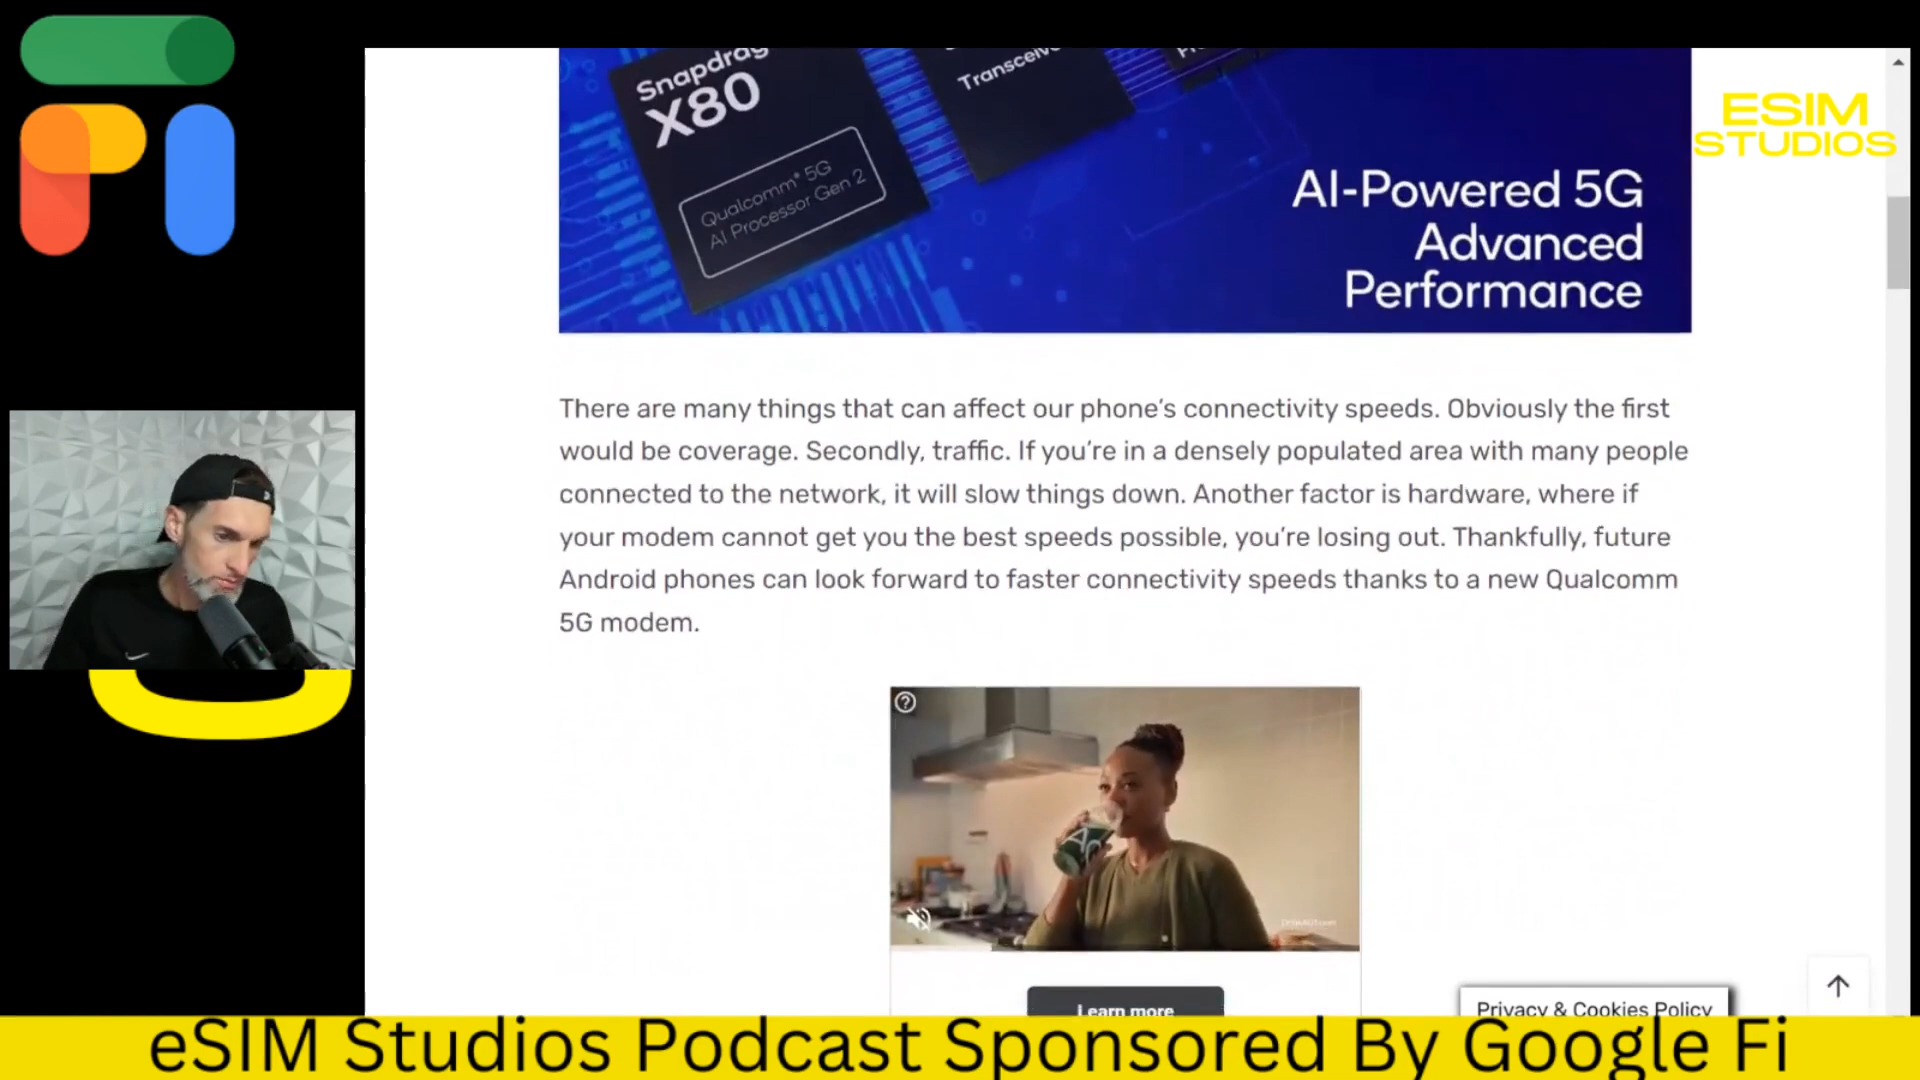 Snapdrag
X80
Qualcomm® 5G
AI Processor Gen 2
Transceive
AI-Powered 5G
Advanced
Performance
ESIM
STUDIOS
There are many things that can affect our phone’s connectivity speeds. Obviously the first
would be coverage. Secondly, traffic. If you’re in a densely populated area with many people
connected to the network, it will slow things down. Another factor is hardware, where if
your modem cannot get you the best speeds possible, you’re losing out. Thankfully, future
Android phones can look forward to faster connectivity speeds thanks to a new Qualcomm
5G modem.
Learn more
Privacy & Cookies Policy
eSIM Studios Podcast Sponsored By Google Fi